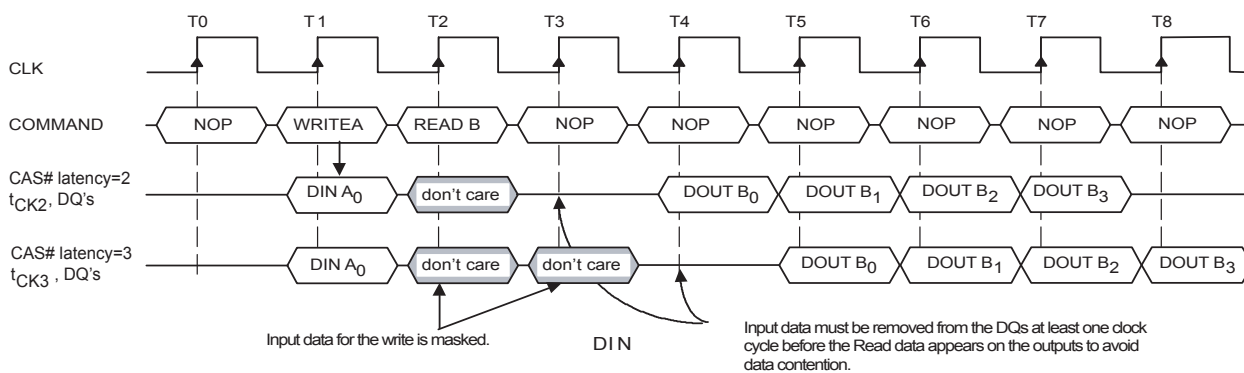 T0 T1 T2 T3 T4 T5 T6 T7 T8
CLK
COMMAND NOP WRITEA READ B NOP NOP NOP NOP NOP NOP
CAS# latency=2
tCK2, DQ's DIN A0 don't care DOUT B0 DOUT B1 DOUT B2 DOUT B3
CAS# latency=3
tCK3 , DQ's DIN A0 don't care don't care DOUT B0 DOUT B1 DOUT B2 DOUT B3
Input data for the write is masked.
DIN
Input data must be removed from the DQs at least one clock
cycle before the Read data appears on the outputs to avoid
data contention.